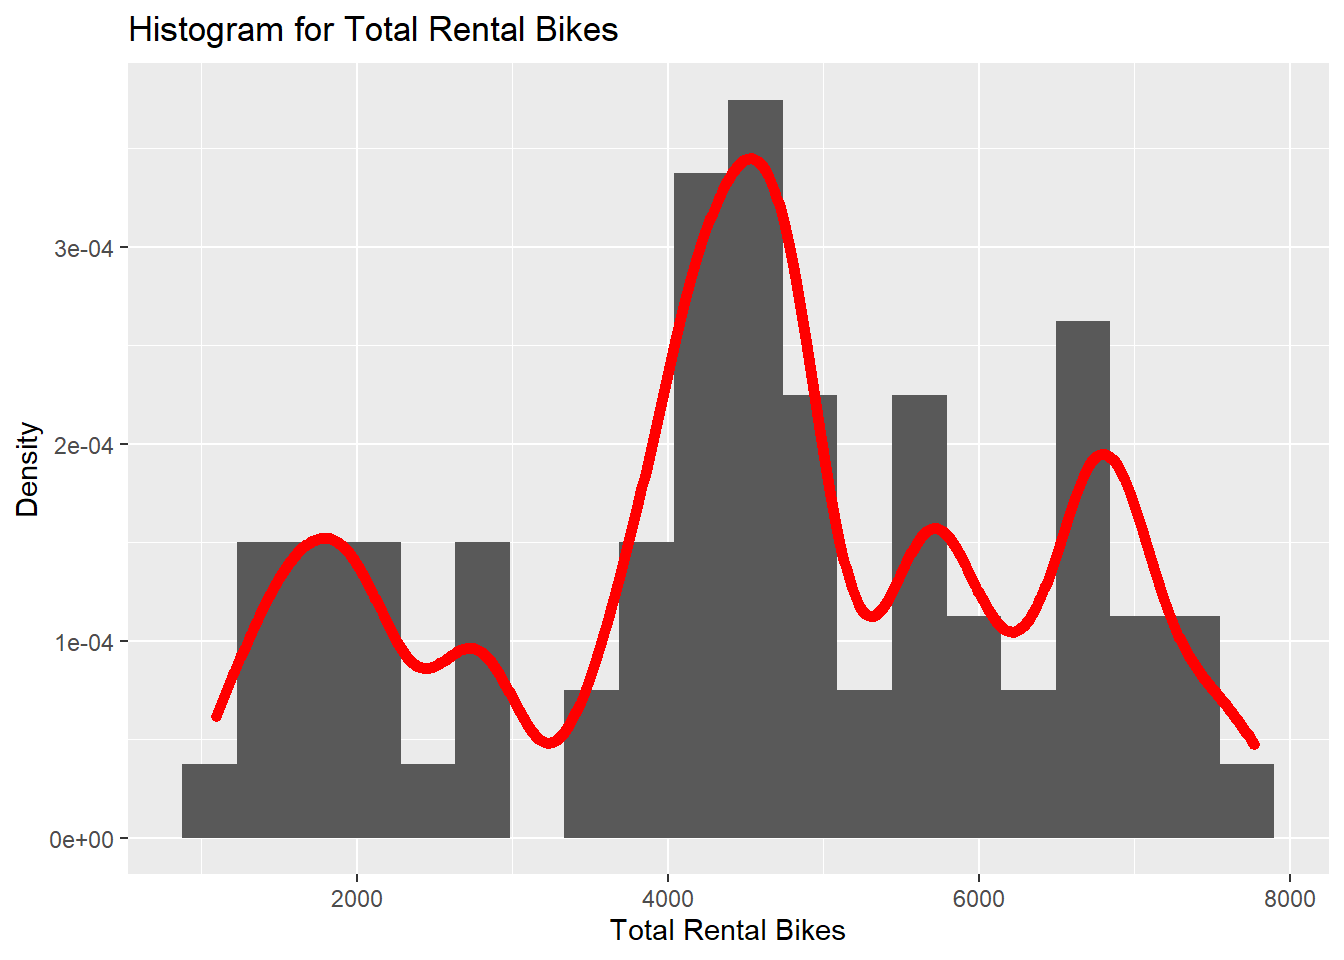 Histogram for Total Rental Bikes
Density
3e-04
2e-04
1e-04
0e+00
2000 4000 6000 8000
Total Rental Bikes